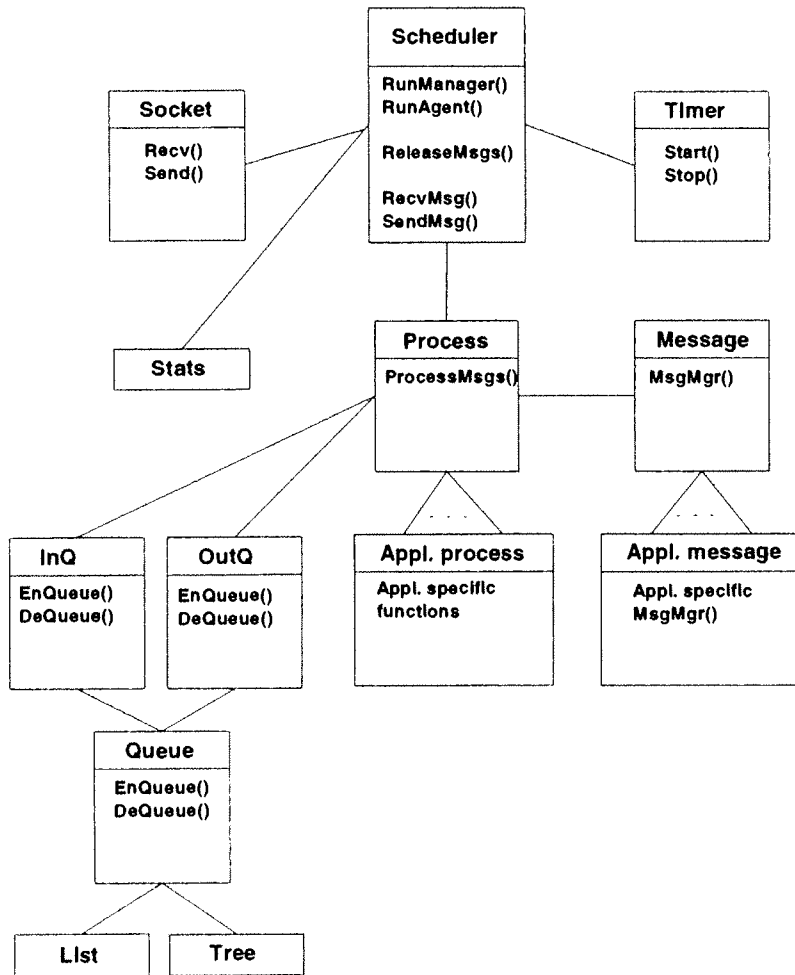 Scheduler
RunManager()
RunAgent()
ReleaseMsgs()
RecvMsg()
SendMsg()
Socket
Recv()
Send()
Timer
Start()
Stop()
Stats
Process
ProcessMsgs()
Message
MsgMgr()
InQ
EnQueue()
DeQueue()
OutQ
EnQueue()
DeQueue()
. . .
Appl. process
Appl. specific
functions
. . .
Appl. message
Appl. specific
MsgMgr()
Queue
EnQueue()
DeQueue()
List
Tree